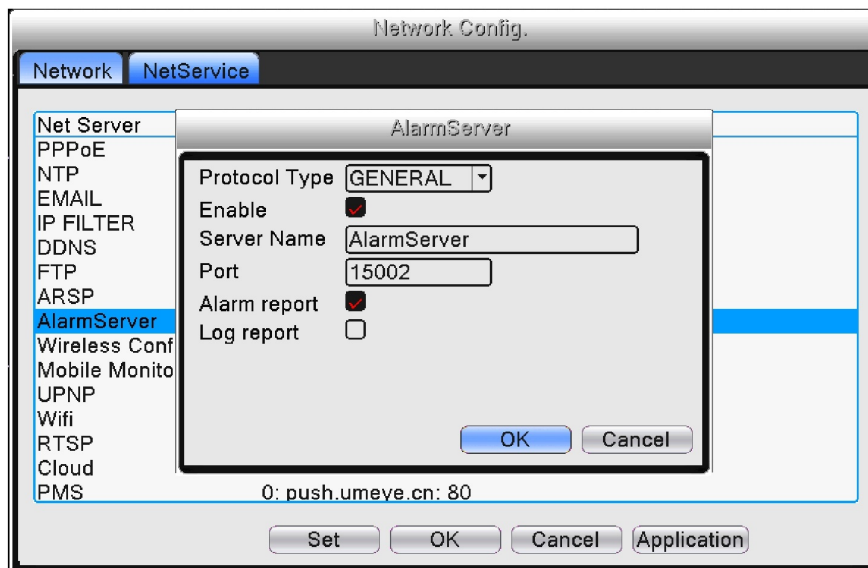 Network Config.
Network NetService
Net Server
PPPoE
NTP
EMAIL
IP FILTER
DDNS
FTP
ARSP
AlarmServer
Wireless Conf
Mobile Monito
UPNP
Wifi
RTSP
Cloud
PMS 0: push.umeye.cn: 80
AlarmServer
Protocol Type GENERAL
Enable
Server Name AlarmServer
Port 15002
Alarm report
Log report
OK Cancel
Set OK Cancel Application